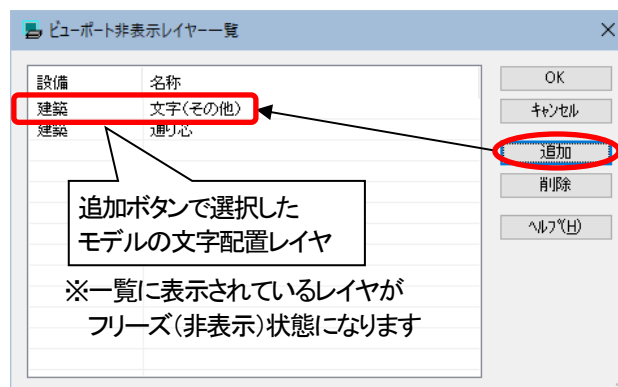 ビューポート非表示レイヤー一覧
設備 名称
建築 文字(その他)
建築 通り芯
OK
キャンセル
追加
削除
ヘルプ(H)
追加ボタンで選択した
モデルの文字配置レイヤ
※一覧に表示されているレイヤが
フリーズ(非表示)状態になります